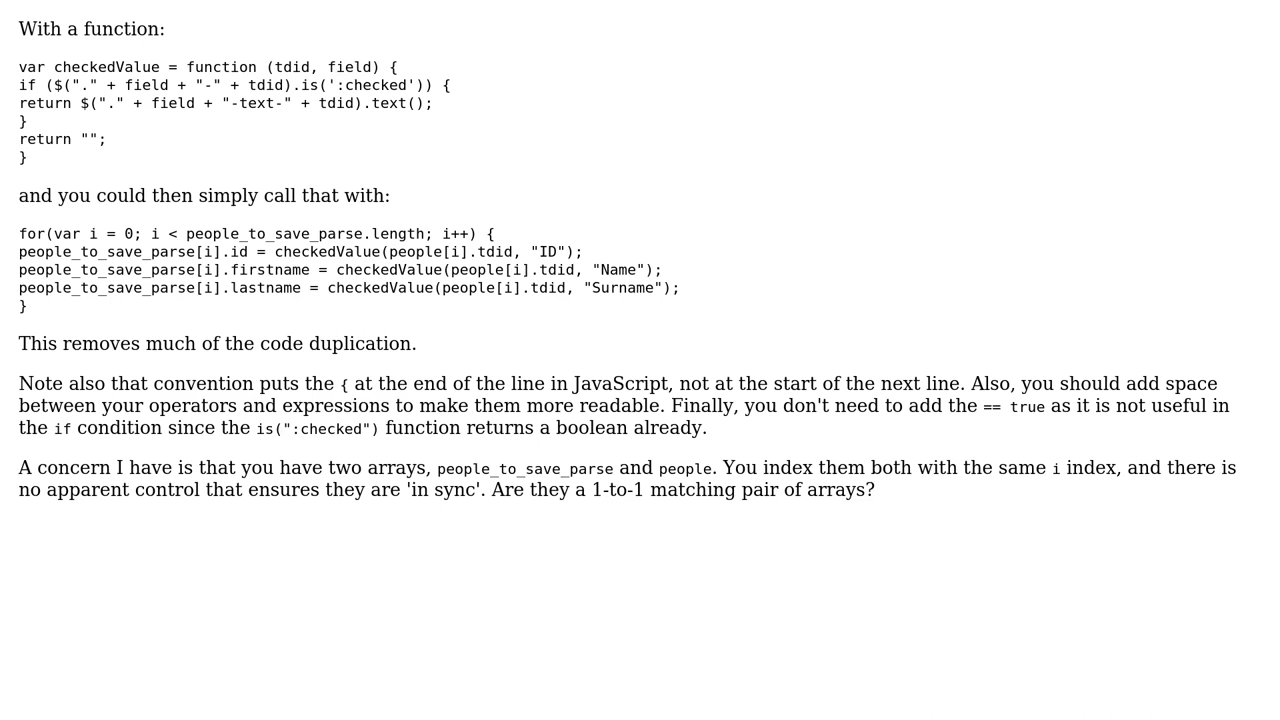 With a function:
var checkedValue = function (tdid, field) {
if ($("." + field + "-" + tdid).is(':checked')) {
return $("." + field + "-text-" + tdid).text();
}
return "";
}
and you could then simply call that with:
for(var i = 0; i < people_to_save_parse.length; i++) {
people_to_save_parse[i].id = checkedValue(people[i].tdid, "ID");
people_to_save_parse[i].firstname = checkedValue(people[i].tdid, "Name");
people_to_save_parse[i].lastname = checkedValue(people[i].tdid, "Surname");
}
This removes much of the code duplication.
Note also that convention puts the { at the end of the line in JavaScript, not at the start of the next line. Also, you should add space
between your operators and expressions to make them more readable. Finally, you don't need to add the == true as it is not useful in
the if condition since the is(":checked") function returns a boolean already.
A concern I have is that you have two arrays, people_to_save_parse and people. You index them both with the same i index, and there is
no apparent control that ensures they are 'in sync'. Are they a 1-to-1 matching pair of arrays?